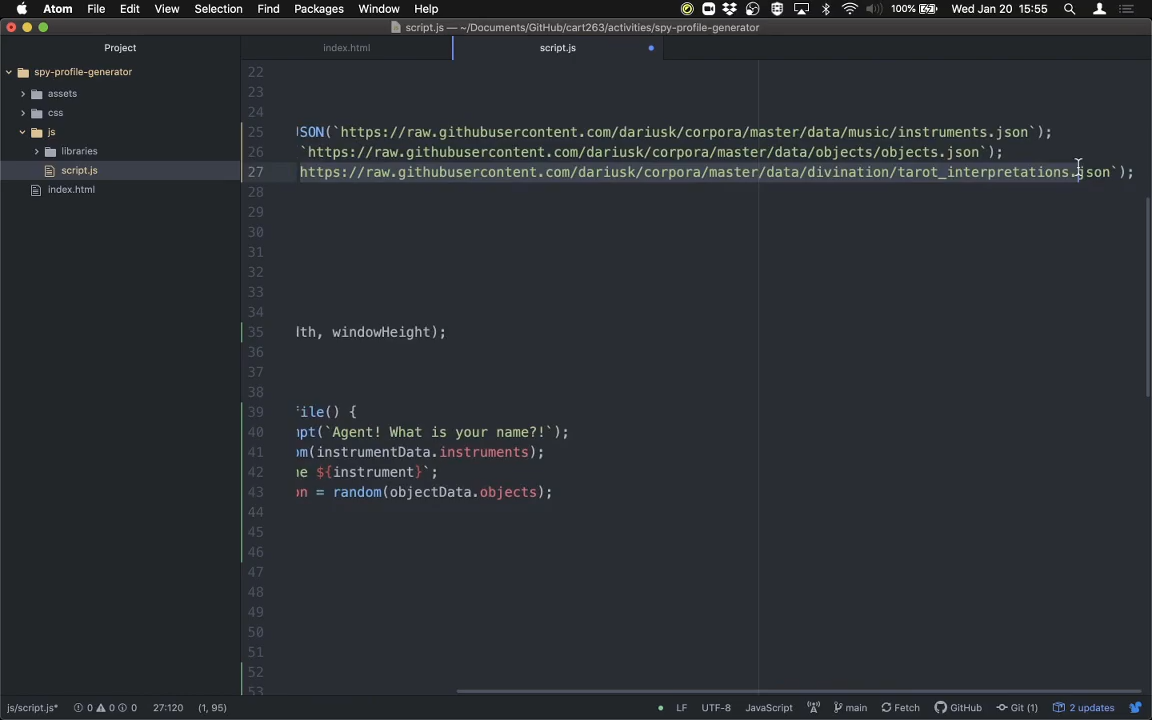 Atom File Edit View Selection Find Packages Window Help 100% Wed Jan 20 15:55
script.js — ~/Documents/GitHub/cart263/activities/spy-profile-generator
Project index.html script.js
spy-profile-generator
assets
css
js
libraries
script.js
index.html
22
23
24
25 JSON(`https://raw.githubusercontent.com/dariusk/corpora/master/data/music/instruments.json`);
26 `https://raw.githubusercontent.com/dariusk/corpora/master/data/objects/objects.json`);
27 https://raw.githubusercontent.com/dariusk/corpora/master/data/divination/tarot_interpretations.json`);
28
29
30
31
32
33
34
35 dth, windowHeight);
36
37
38
39 file() {
40 mpt(`Agent! What is your name?!`);
41 om(instrumentData.instruments);
42 he ${instrument}`;
43 on = random(objectData.objects);
44
45
46
47
48
49
50
51
52
53
js/script.js* 0 0 0 27:120 (1, 95) LF UTF-8 JavaScript main Fetch GitHub Git (1) 2 updates